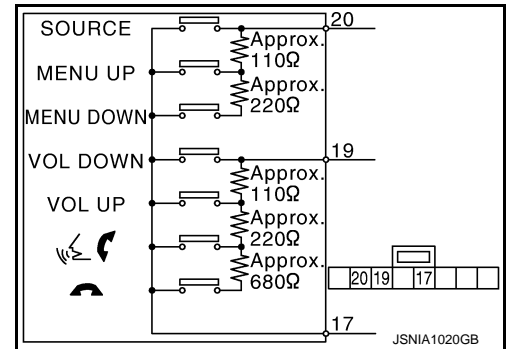 SOURCE
20
Approx.
110Ω
MENU UP
Approx.
220Ω
MENU DOWN
VOL DOWN
19
Approx.
110Ω
VOL UP
Approx.
220Ω
Approx.
680Ω
20 19 17
17
JSNIA1020GB